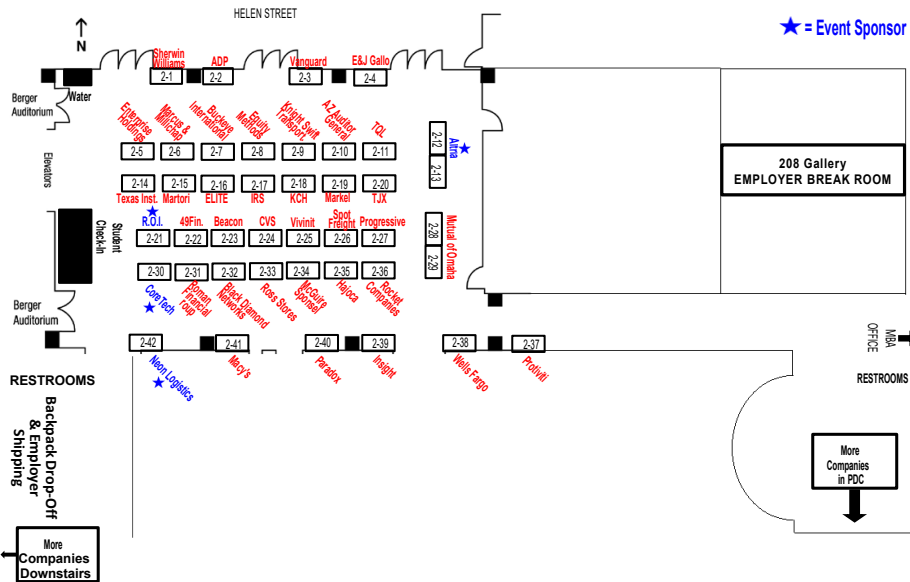 HELEN STREET
★ = Event Sponsor
N
Sherwin
Williams
ADP
Vanguard
E&J Gallo
2-1
2-2
2-3
2-4
Water
Berger
Auditorium
Enterprise
Holdings
Marcus &
Millichap
Buckeye
International
Equity
Methods
Knight Swift
Transport.
AZ Auditor
General
TQL
2-5
2-6
2-7
2-8
2-9
2-10
2-11
2-12
2-13
Altria
208 Gallery
EMPLOYER BREAK ROOM
Elevators
2-14
2-15
2-16
2-17
2-18
2-19
2-20
Texas Inst.
Martori
ELITE
IRS
KCH
Markel
TJX
Student
Check-In
R.O.I.
49Fin.
Beacon
CVS
Vivinit
Spot
Freight
Progressive
2-21
2-22
2-23
2-24
2-25
2-26
2-27
2-28
2-29
Mutual of Omaha
2-30
2-31
2-32
2-33
2-34
2-35
2-36
CoreTech
Roman
Financial
roup
Black Diamond
Networks
Ross Stores
McGuire
Sponsel
Hajoca
Rocket
Companies
Berger
Auditorium
2-42
2-41
2-40
2-39
2-38
2-37
Neon Logistics
Macy's
Paradox
Insight
Wells Fargo
Protiviti
MBA
OFFICE
RESTROOMS
RESTROOMS
Backpack Drop-Off
& Employer
Shipping
More
Companies
in PDC
More
Companies
Downstairs